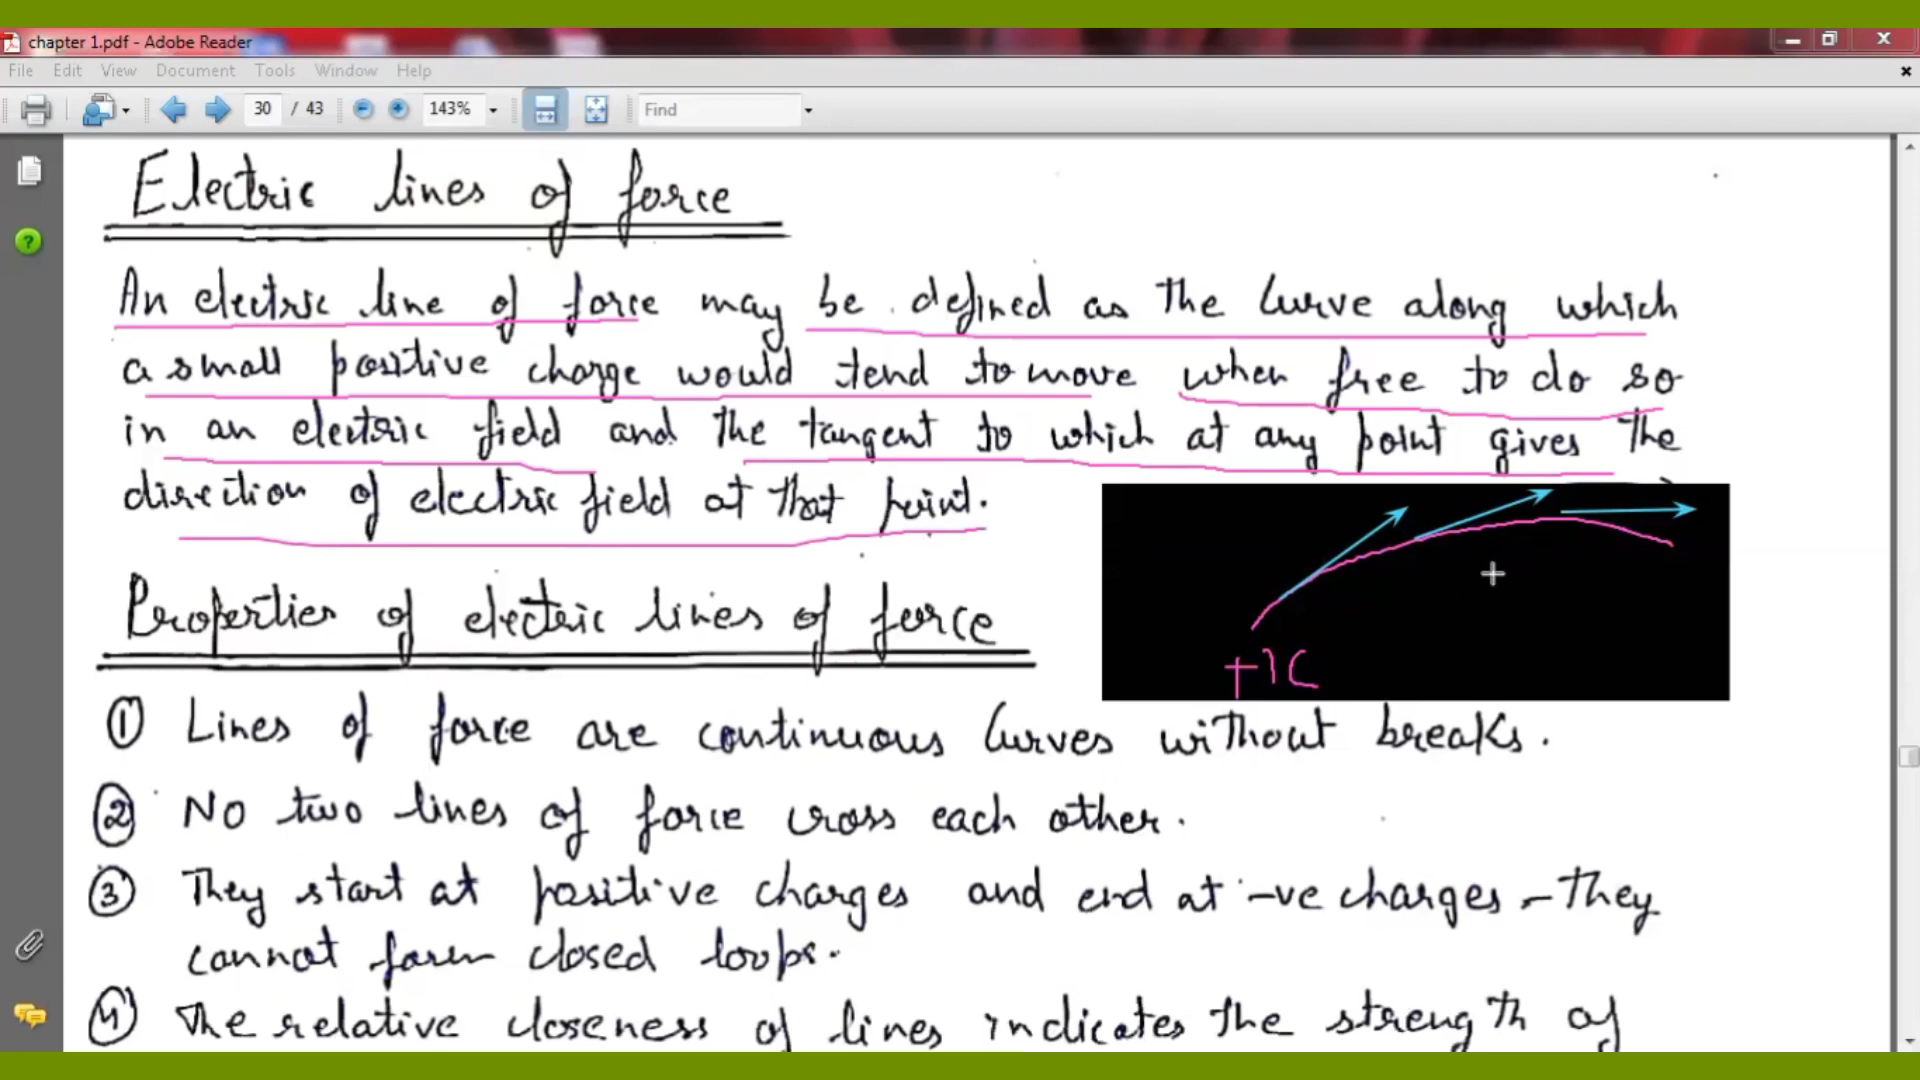 chapter 1.pdf - Adobe Reader
File Edit View Document Tools Window Help
30 / 43 143% Find
Electric lines of force
An electric line of force may be defined as the curve along which
a small positive charge would tend to move when free to do so
in an electric field and the tangent to which at any point gives the
direction of electric field at that point.
+1C
Properties of electric lines of force
① Lines of force are continuous curves without breaks.
② No two lines of force cross each other.
③ They start at positive charges and end at -ve charges - they
cannot form closed loops.
④ The relative closeness of lines indicates the strength of